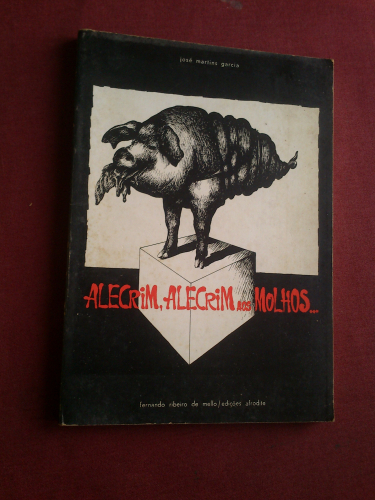 josé martins garcia
ALECRIM, ALECRIM AOS MOLHOS...
fernando ribeiro de mello / edições afrodite